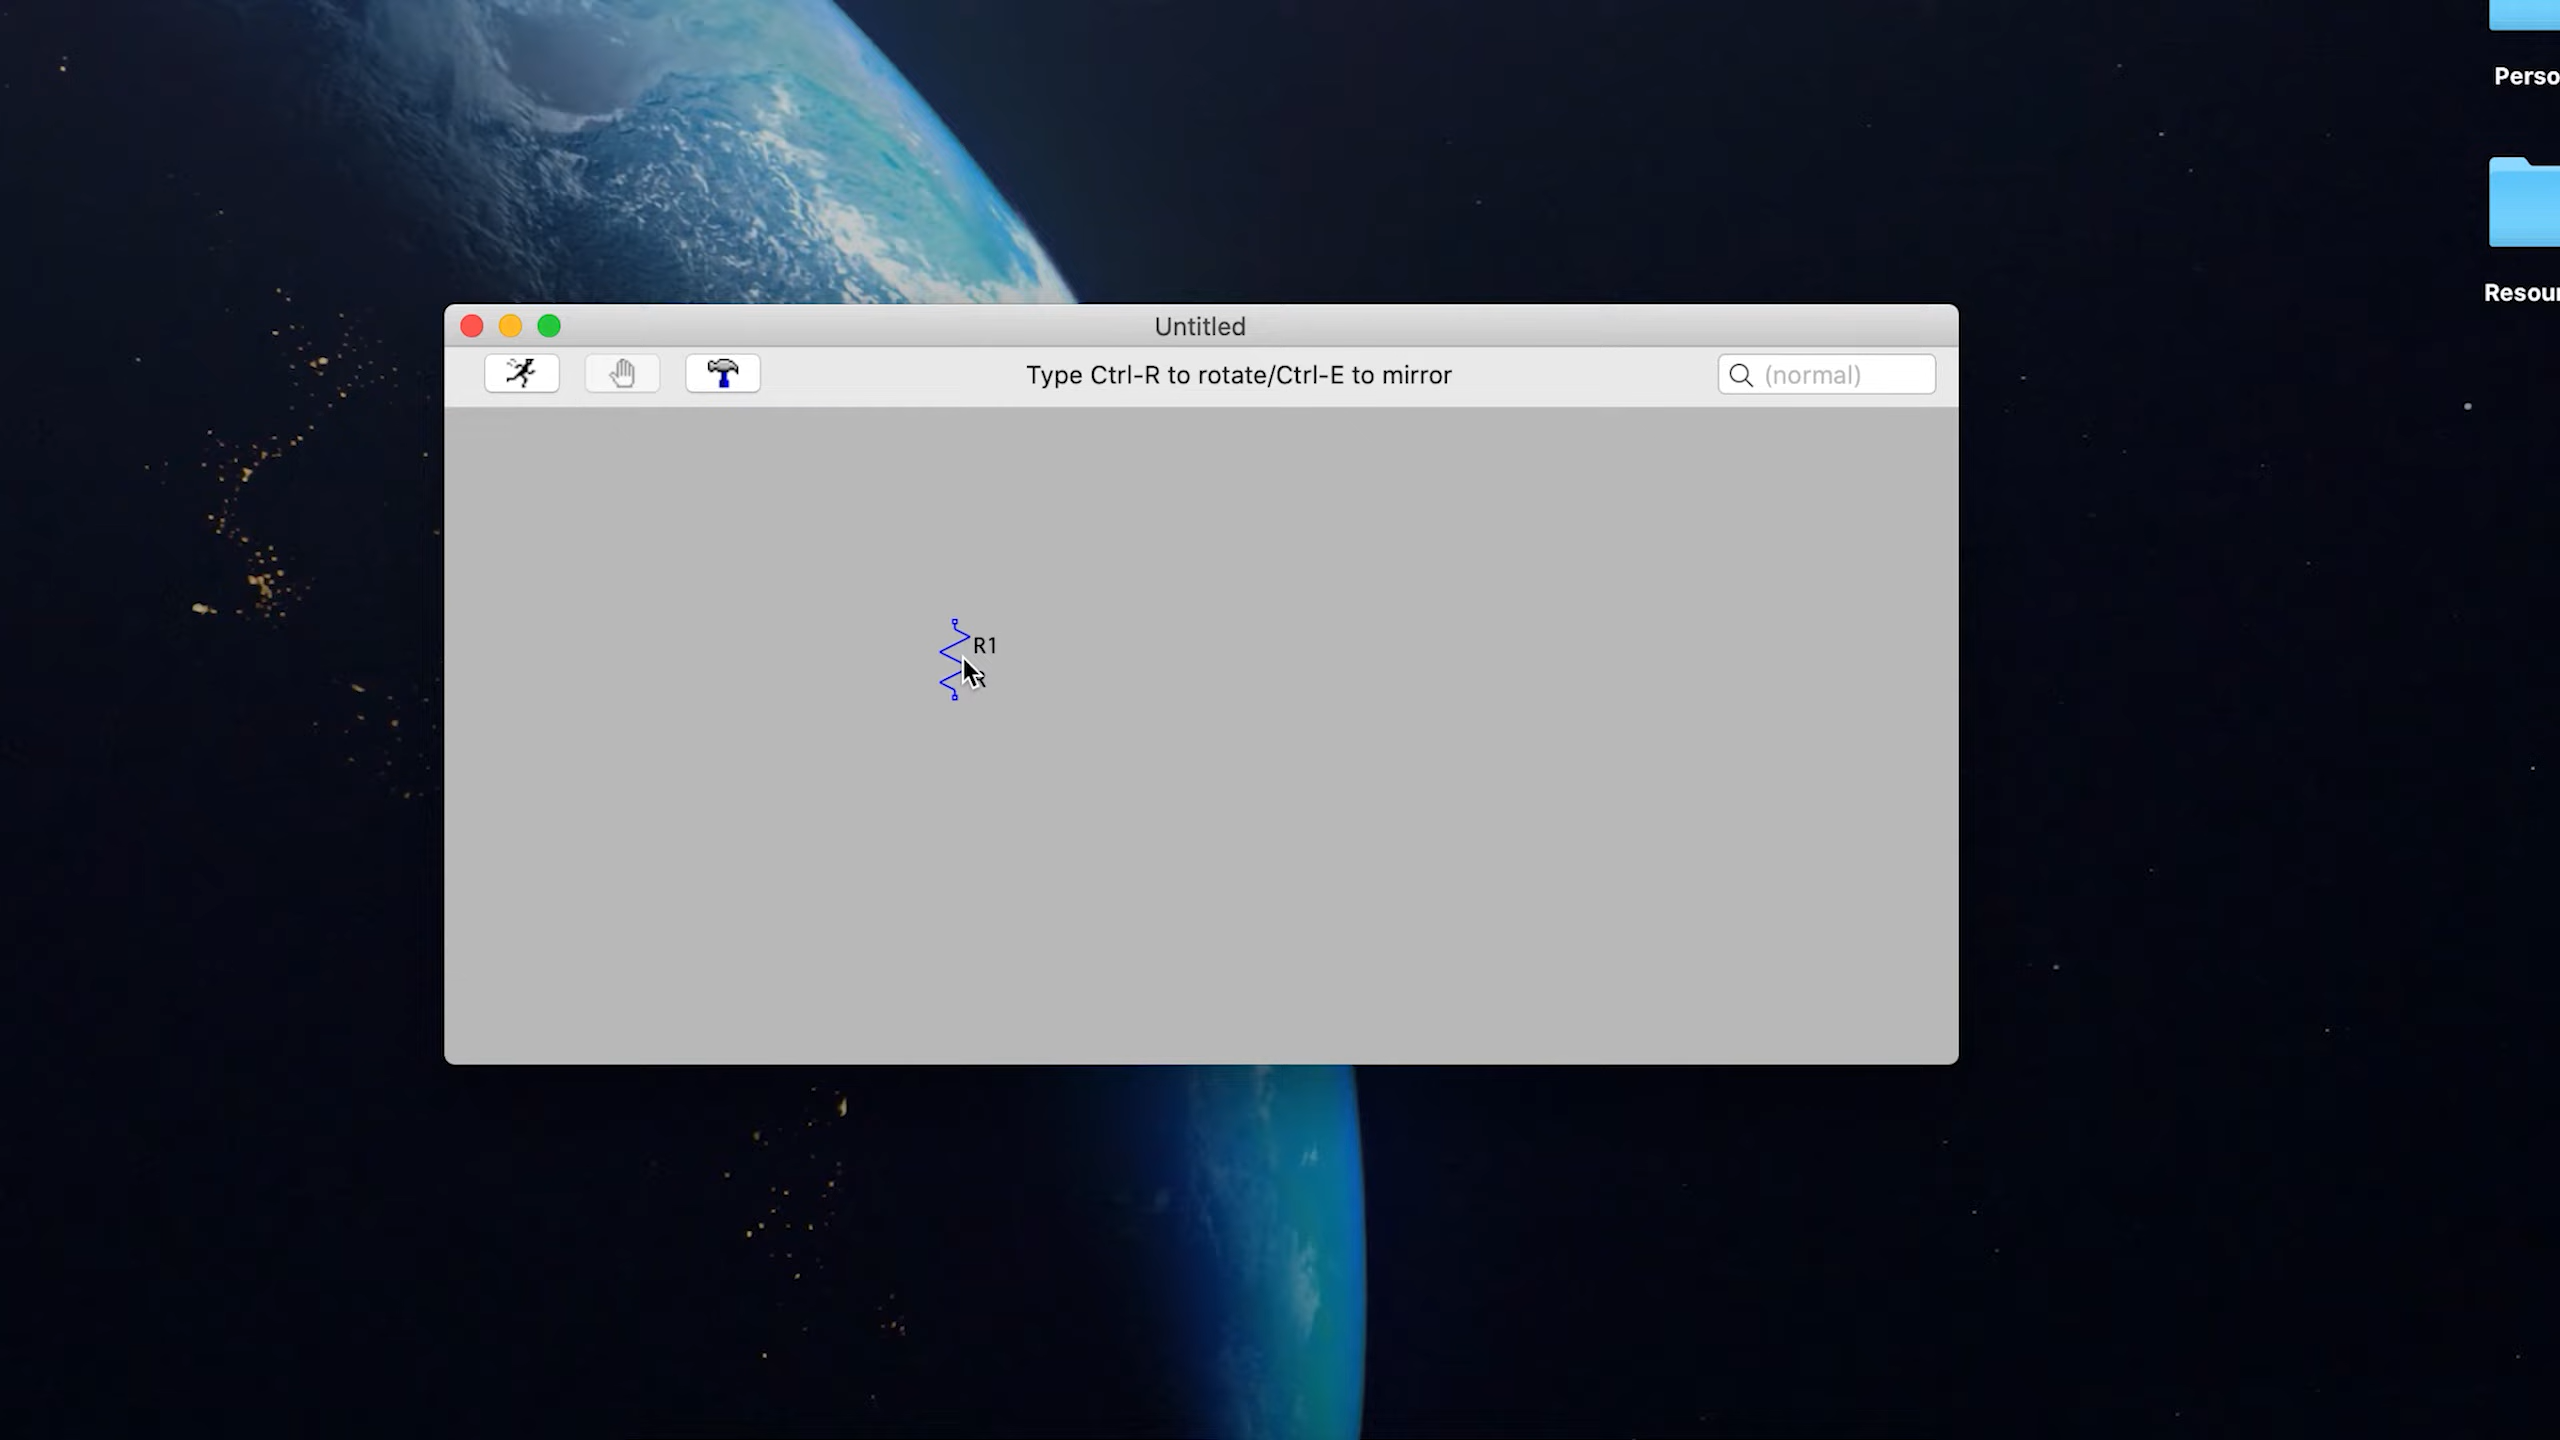 Perso
Resour
Untitled
Type Ctrl-R to rotate/Ctrl-E to mirror
(normal)
R1